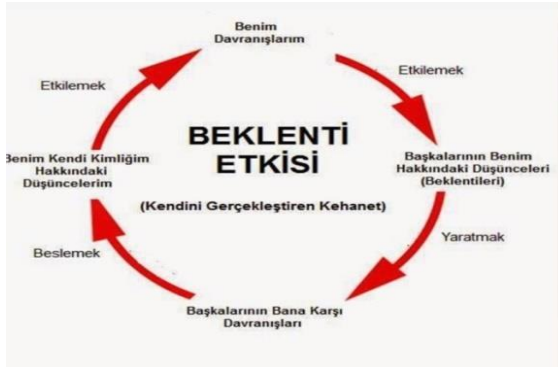 Benim
Davranışlarım
Etkilemek
Etkilemek
BEKLENTİ
ETKİSİ
(Kendini Gerçekleştiren Kehanet)
Başkalarının Benim
Hakkındaki Düşünceleri
(Beklentileri)
Benim Kendi Kimliğim
Hakkındaki
Düşüncelerim
Yaratmak
Beslemek
Başkalarının Bana Karşı
Davranışları